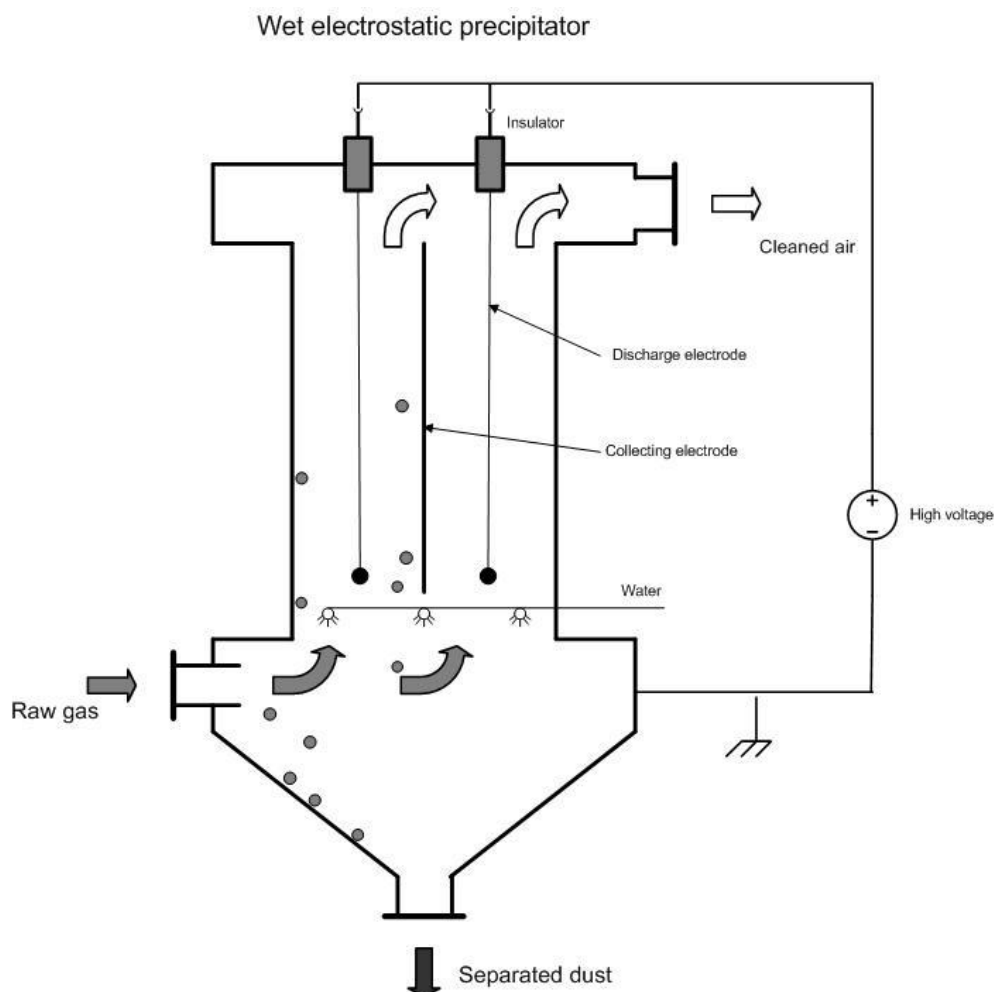 Wet electrostatic precipitator
Insulator
Cleaned air
Discharge electrode
Collecting electrode
+
−
High voltage
Water
Raw gas
Separated dust